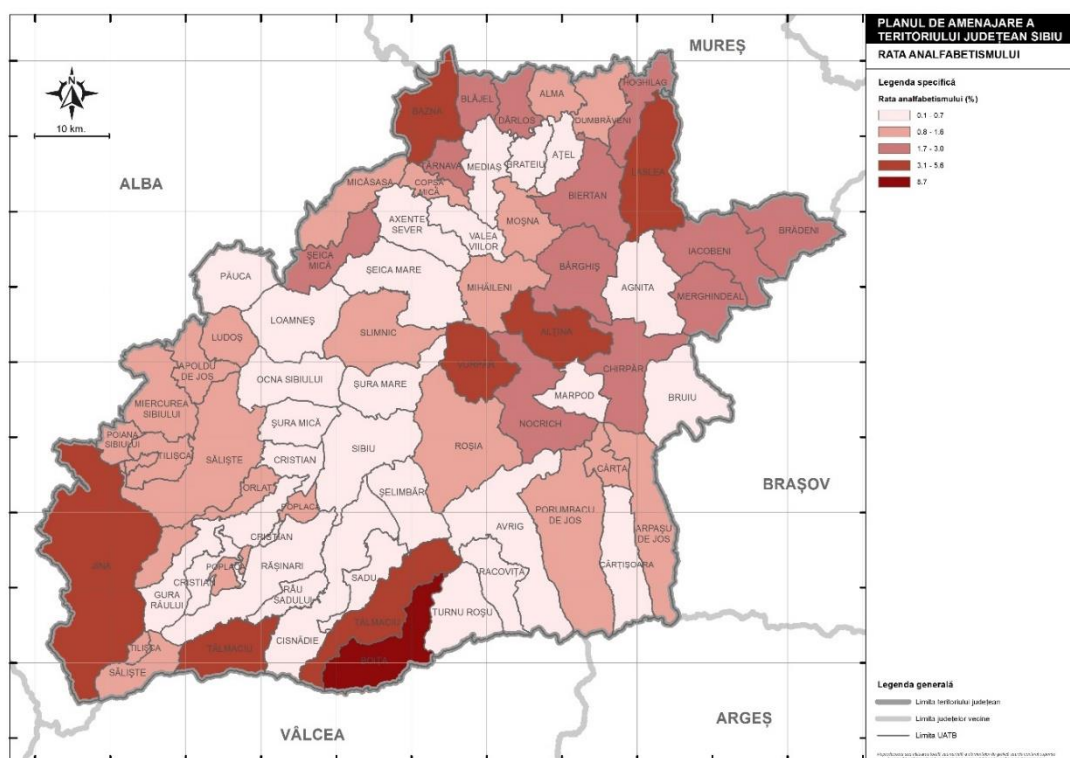 PLANUL DE AMENAJARE A
TERITORIULUI JUDEȚEAN SIBIU
RATA ANALFABETISMULUI
Legenda specifică
Rata analfabetismului (%)
0.1 - 0.7
0.8 - 1.6
1.7 - 3.0
3.1 - 5.6
8.7
N
10 km.
MUREȘ
ALBA
BRAȘOV
ARGEȘ
VÂLCEA
BAZNA
BLĂJEL
DÂRLOS
ALMA
DUMBRĂVENI
HOGHILAG
TÂRNAVA
MEDIAȘ
BRATEIU
AȚEL
LASLEA
MICĂSASA
COPȘA
MICĂ
BIERTAN
AXENTE
SEVER
VALEA
VIILOR
MOȘNA
BRĂDENI
IACOBENI
ȘEICA
MICĂ
ȘEICA MARE
BÂRGHIȘ
PĂUCA
MIHĂILENI
AGNITA
MERGHINDEAL
LOAMNEȘ
LUDOȘ
SLIMNIC
ALȚINA
VURPĂR
APOLDU
DE JOS
CHIRPĂR
OCNA SIBIULUI
ȘURA MARE
MARPOD
BRUIU
MIERCUREA
SIBIULUI
NOCRICH
ȘURA MICĂ
POIANA
SIBIULUI
TILIȘCA
SĂLIȘTE
CRISTIAN
SIBIU
ROȘIA
CÂRȚA
ORLAT
ȘELIMBĂR
POPLACA
PORUMBACU
DE JOS
AVRIG
ARPAȘU
DE JOS
CRISTIAN
JINA
POPLACA
RĂȘINARI
SADU
RACOVIȚA
CÂRȚIȘOARA
CRISTIAN
GURA
RÂULUI
RÂU
SADULUI
TURNU ROȘU
TĂLMACIU
CISNĂDIE
TILIȘCA
TĂLMACIU
BOIȚA
SĂLIȘTE
Legenda generală
Limita teritoriului județean
Limita județelor vecine
Limita UATB